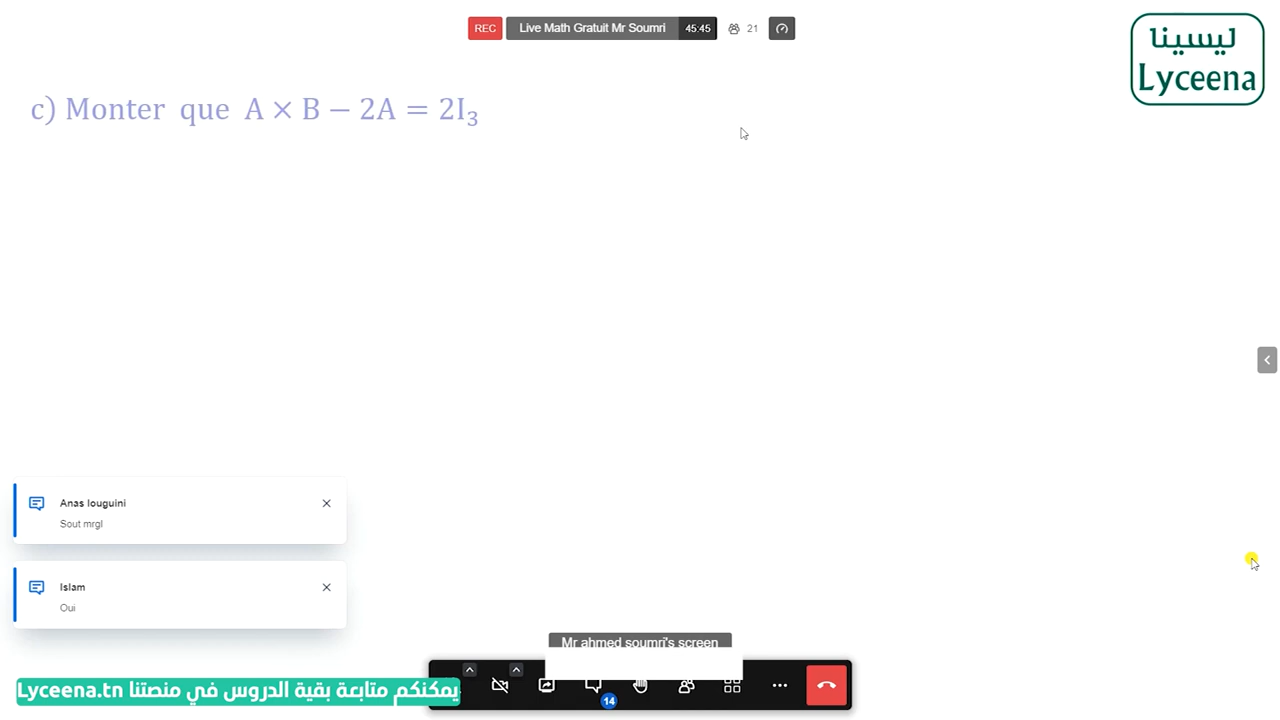 REC Live Math Gratuit Mr Soumri 45:45 21
ليسينا
Lyceena
c) Monter que A × B − 2A = 2I₃
Anas louguini
Sout mrgl
Islam
Oui
Mr ahmed soumri's screen
14
يمكنكم متابعة بقية الدروس في منصتنا Lyceena.tn